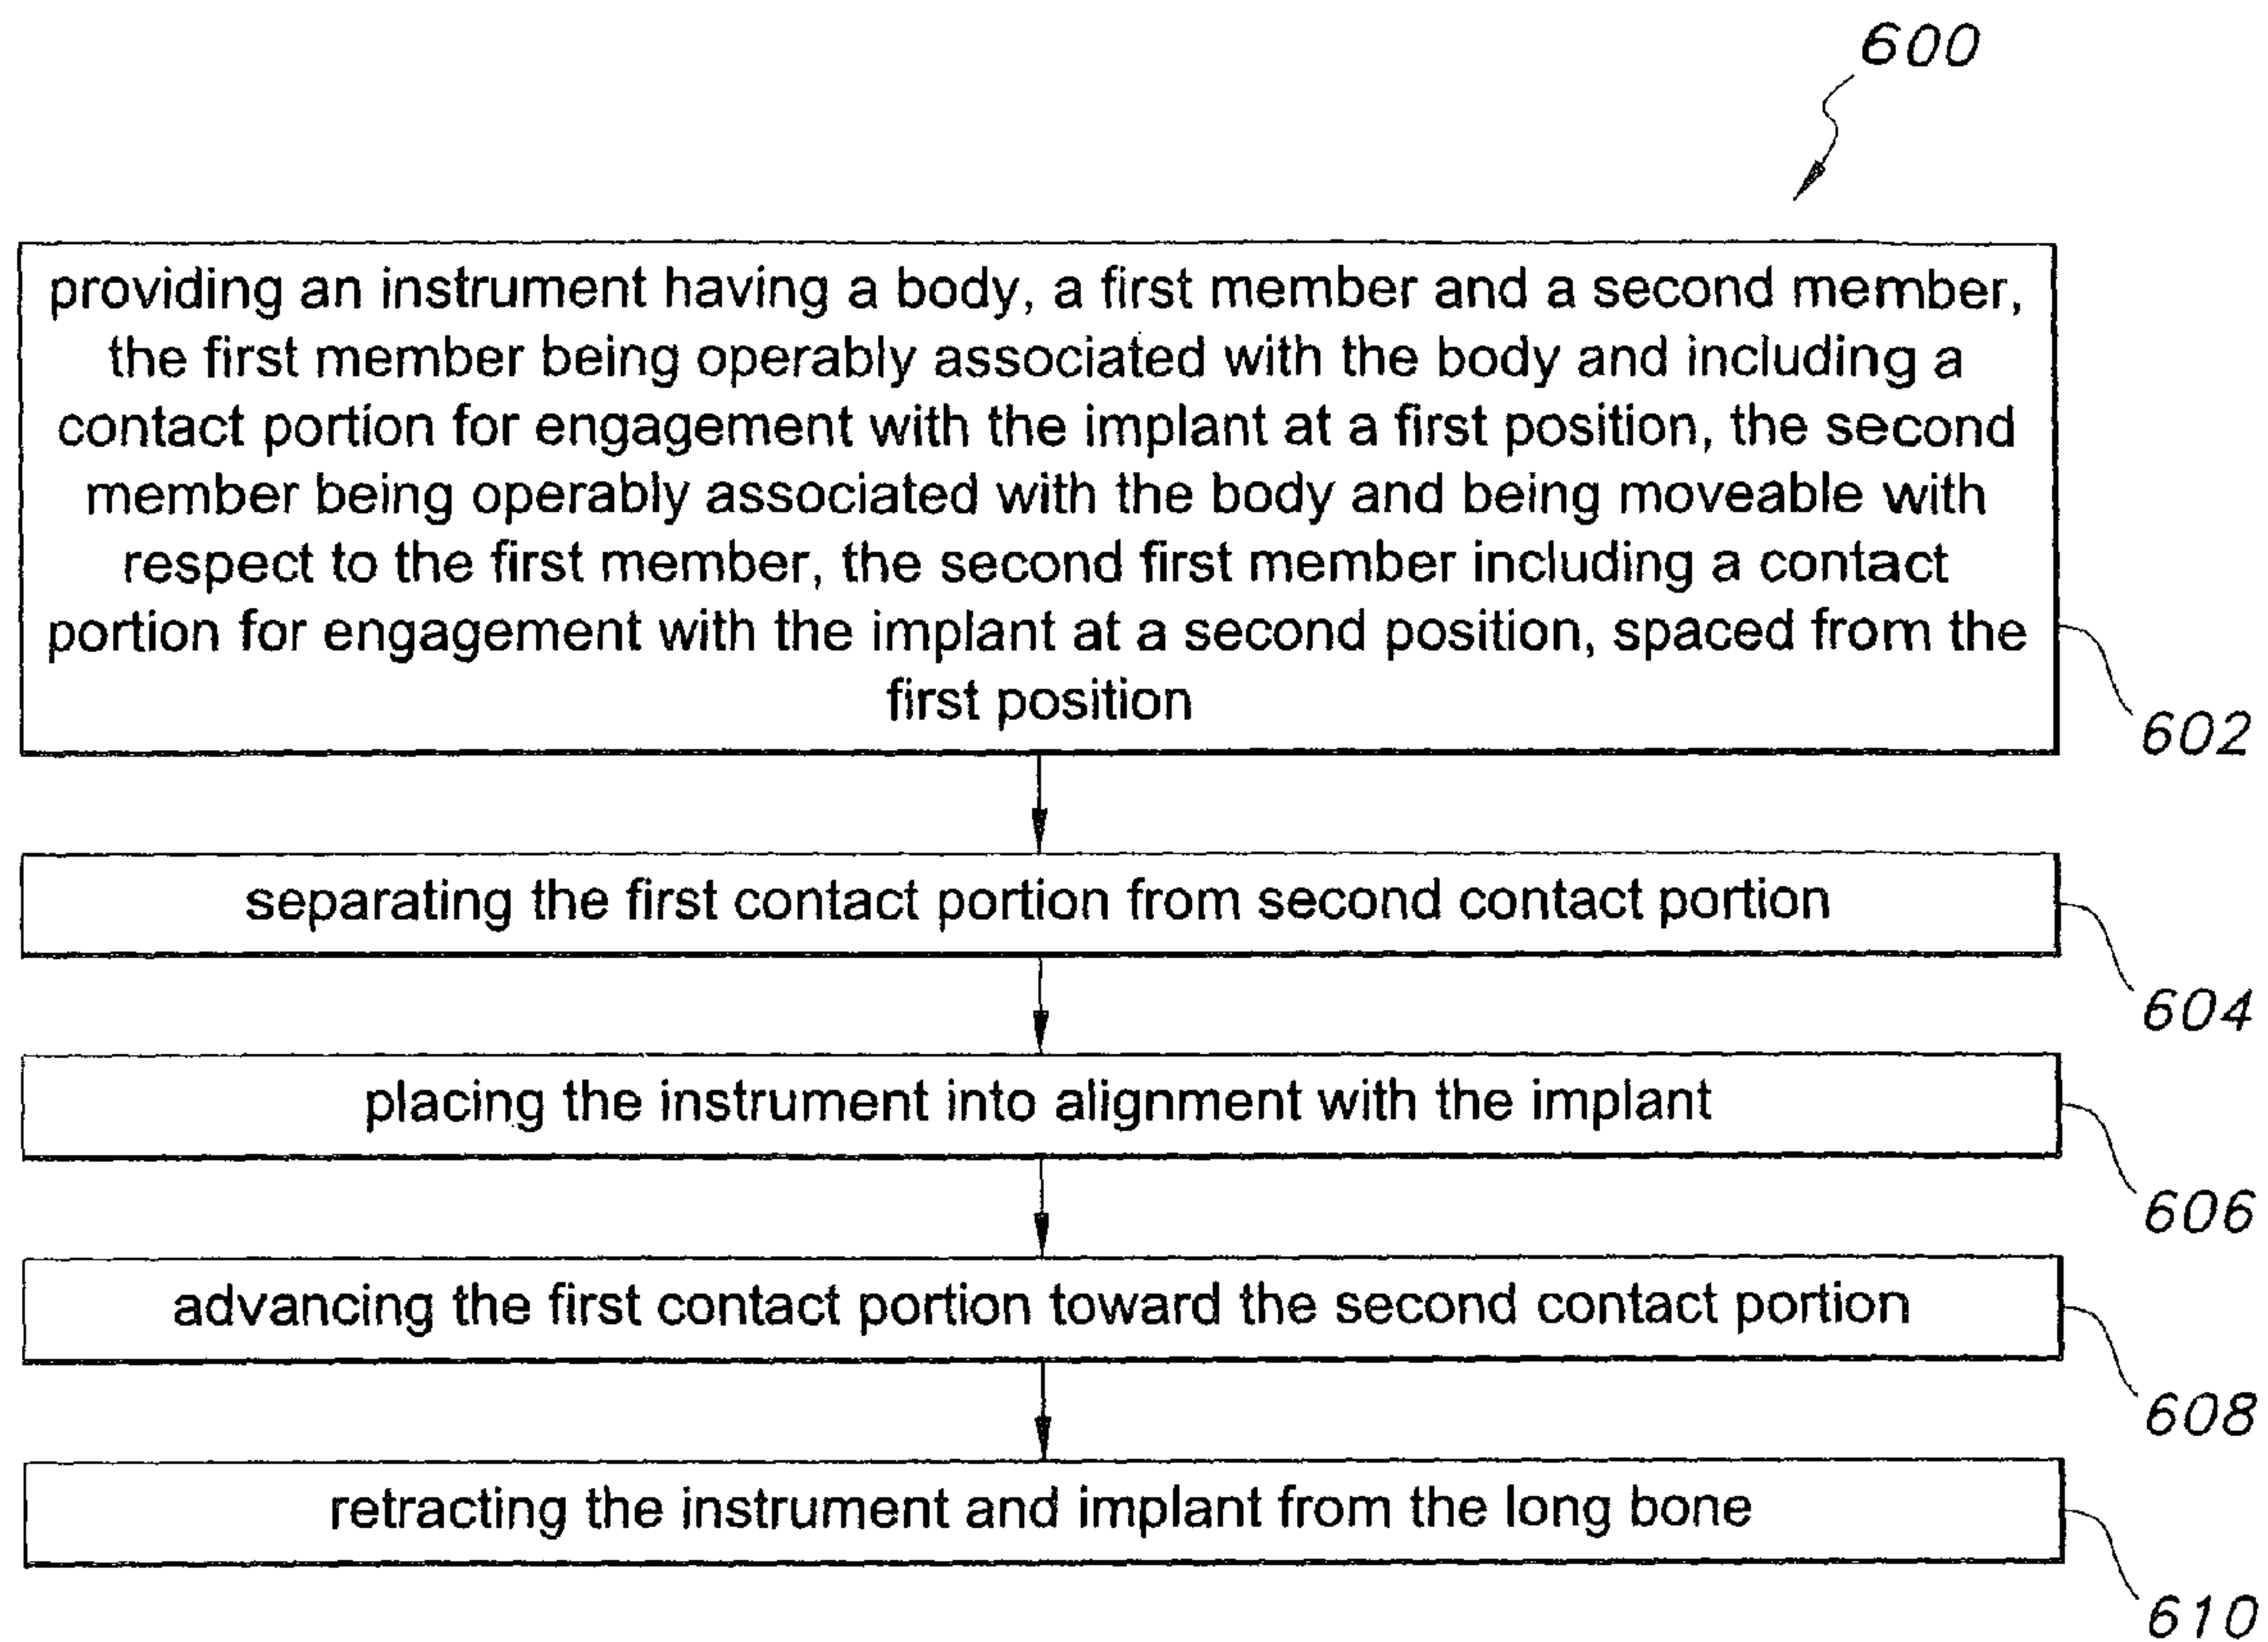 600
providing an instrument having a body, a first member and a second member,
the first member being operably associated with the body and including a
contact portion for engagement with the implant at a first position, the second
member being operably associated with the body and being moveable with
respect to the first member, the second first member including a contact
portion for engagement with the implant at a second position, spaced from the
first position
602
separating the first contact portion from second contact portion
604
placing the instrument into alignment with the implant
606
advancing the first contact portion toward the second contact portion
608
retracting the instrument and implant from the long bone
610